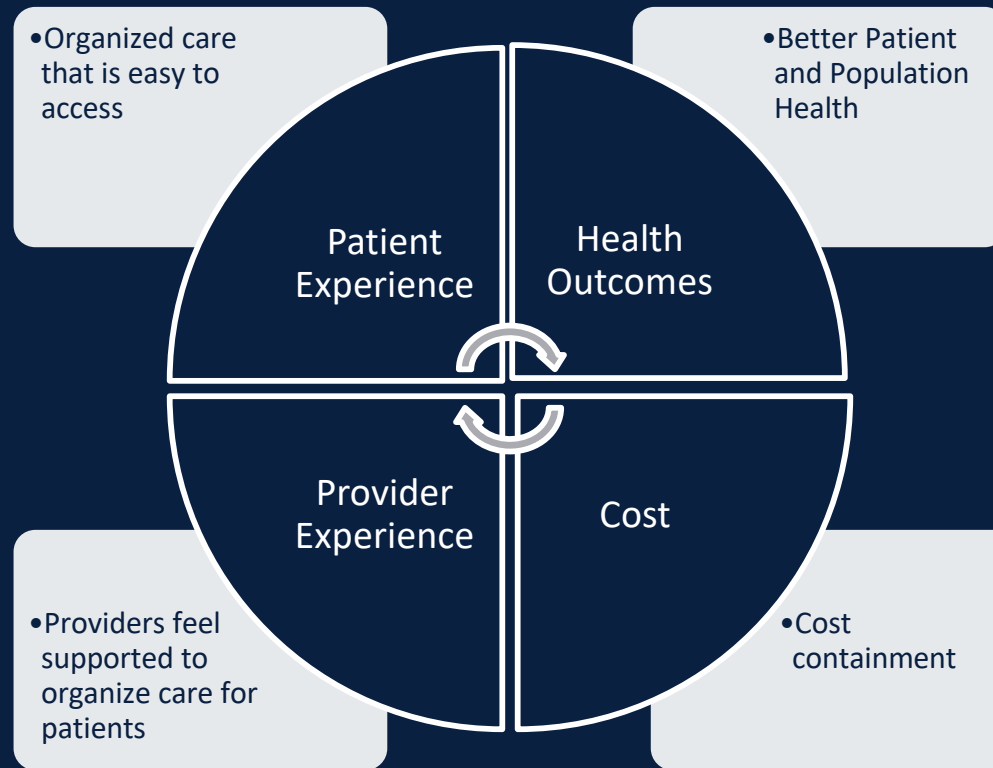 •Organized care
that is easy to
access
•Better Patient
and Population
Health
Patient
Experience
Health
Outcomes
Provider
Experience
Cost
•Providers feel
supported to
organize care for
patients
•Cost
containment